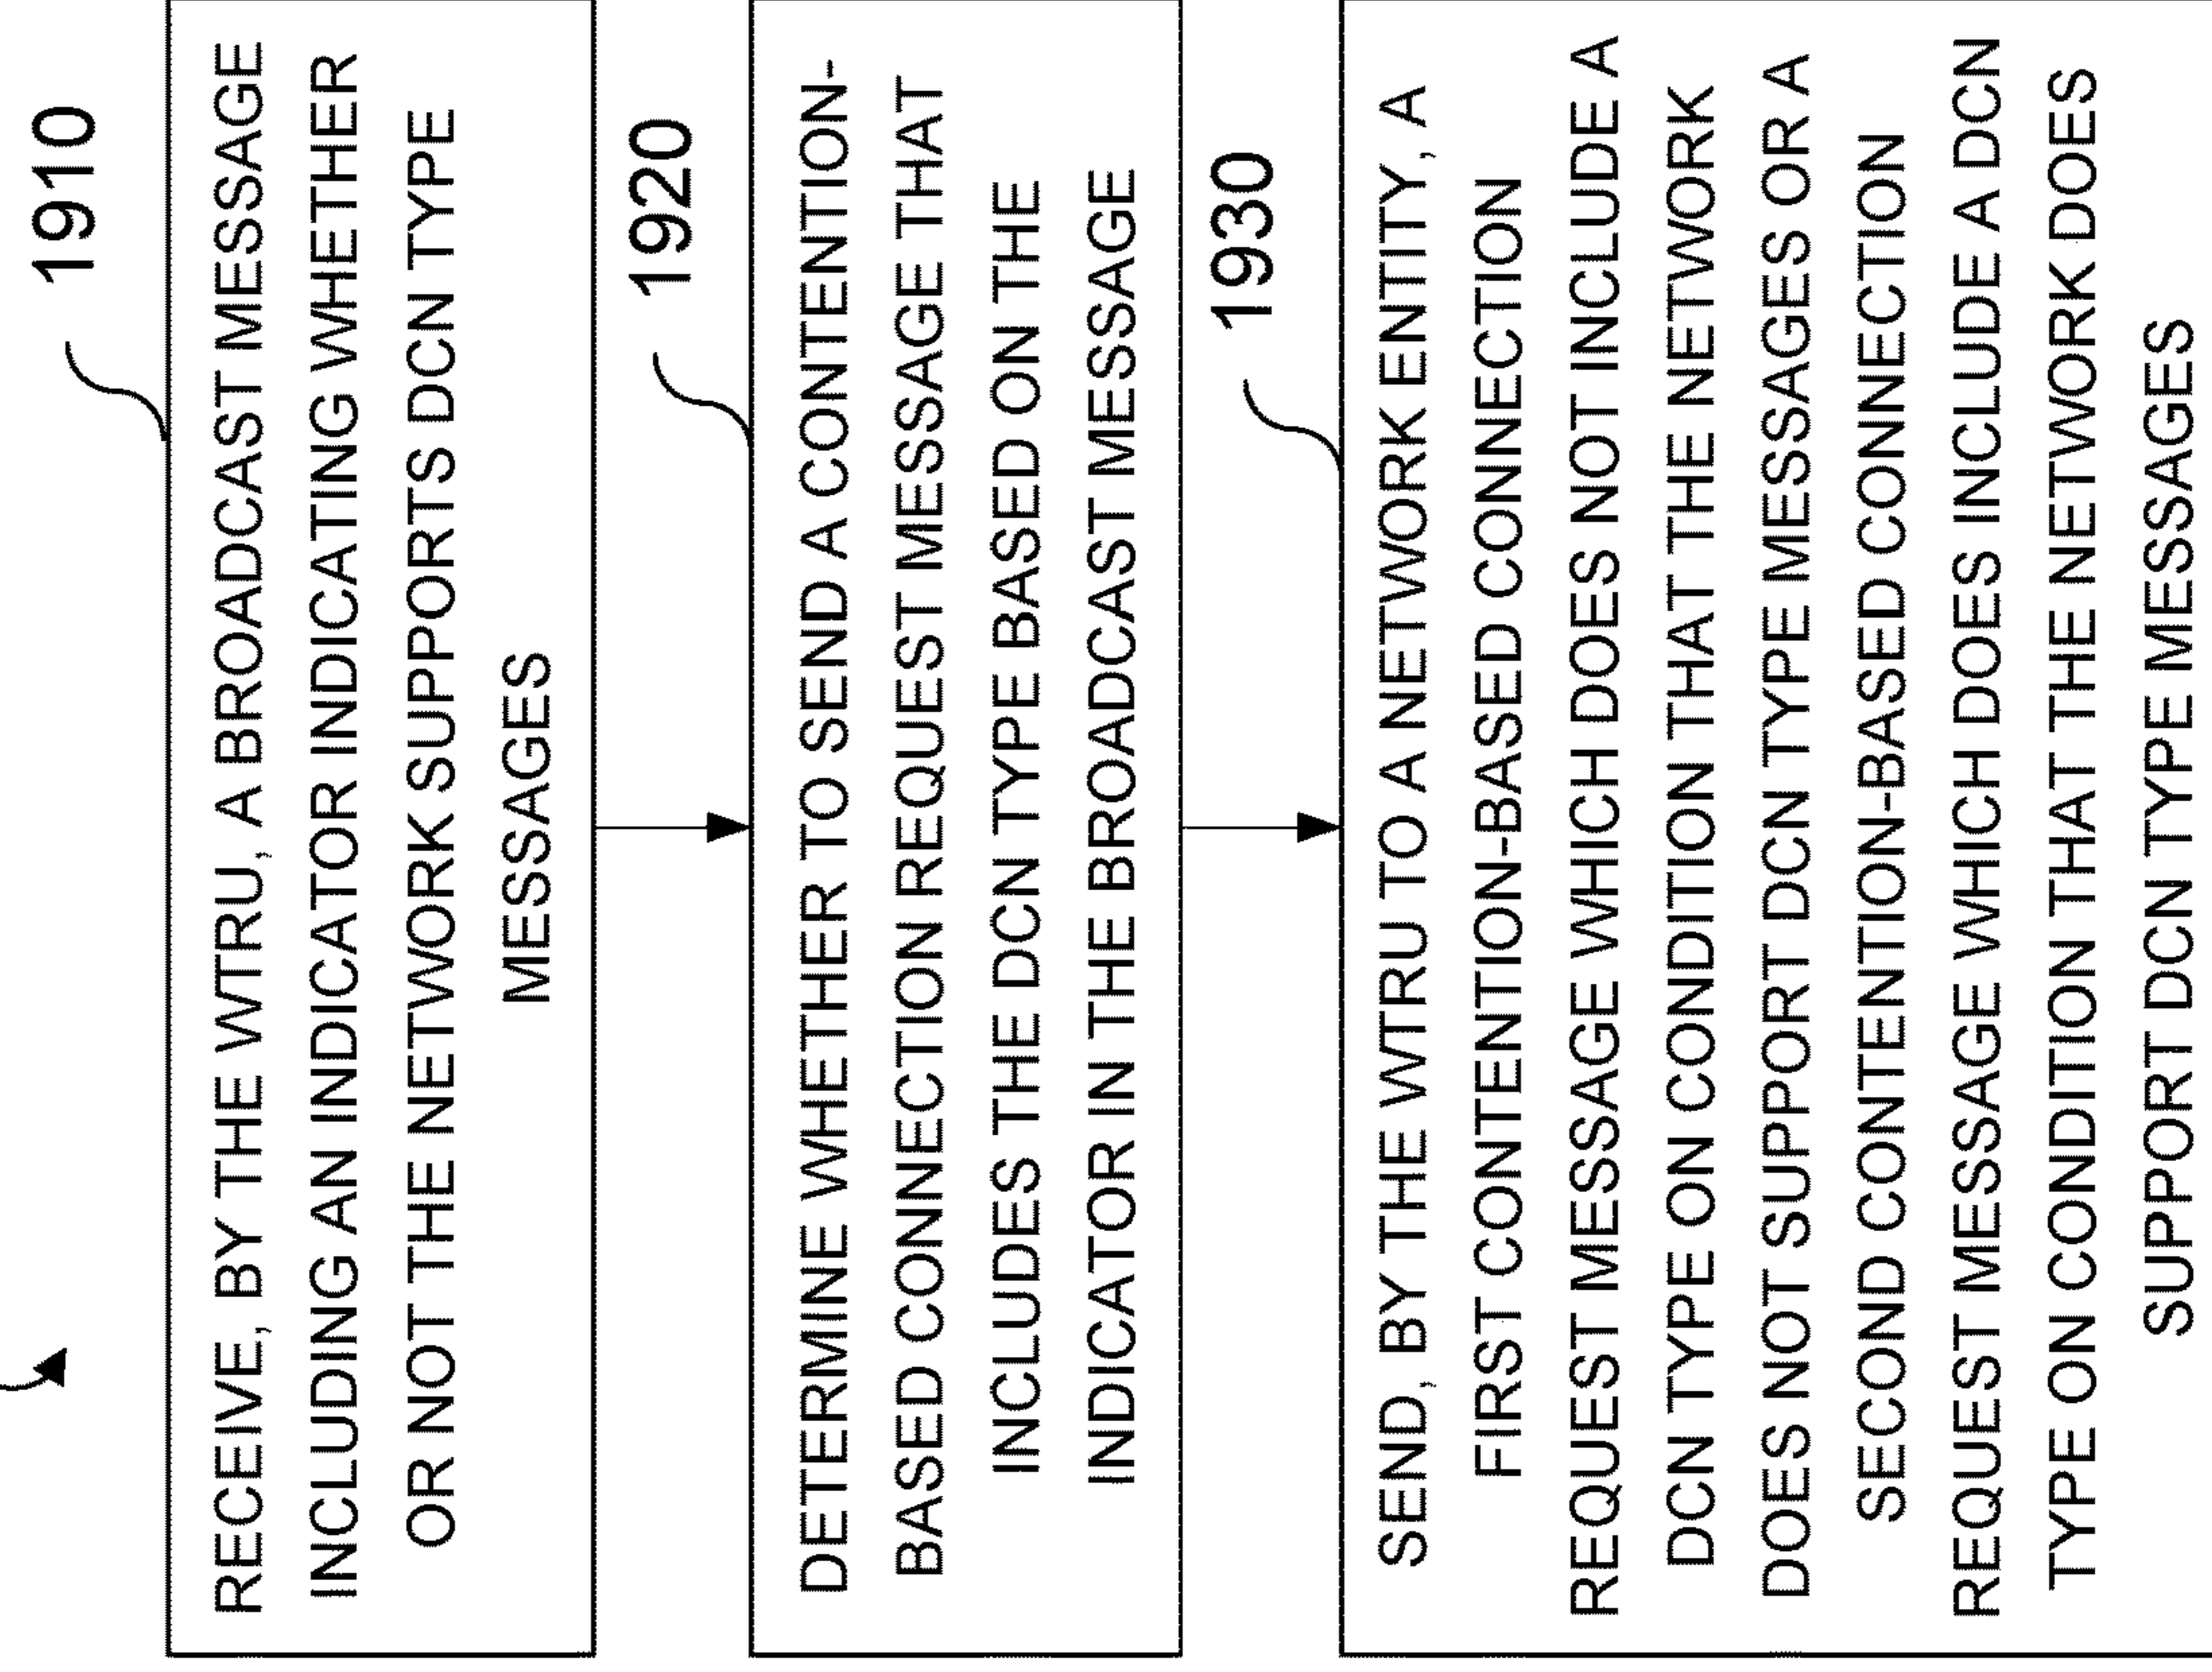 1910
RECEIVE, BY THE WTRU, A BROADCAST MESSAGE
INCLUDING AN INDICATOR INDICATING WHETHER
OR NOT THE NETWORK SUPPORTS DCN TYPE
MESSAGES
1920
DETERMINE WHETHER TO SEND A CONTENTION-
BASED CONNECTION REQUEST MESSAGE THAT
INCLUDES THE DCN TYPE BASED ON THE
INDICATOR IN THE BROADCAST MESSAGE
1930
SEND, BY THE WTRU TO A NETWORK ENTITY, A
FIRST CONTENTION-BASED CONNECTION
REQUEST MESSAGE WHICH DOES NOT INCLUDE A
DCN TYPE ON CONDITION THAT THE NETWORK
DOES NOT SUPPORT DCN TYPE MESSAGES OR A
SECOND CONTENTION-BASED CONNECTION
REQUEST MESSAGE WHICH DOES INCLUDE A DCN
TYPE ON CONDITION THAT THE NETWORK DOES
SUPPORT DCN TYPE MESSAGES